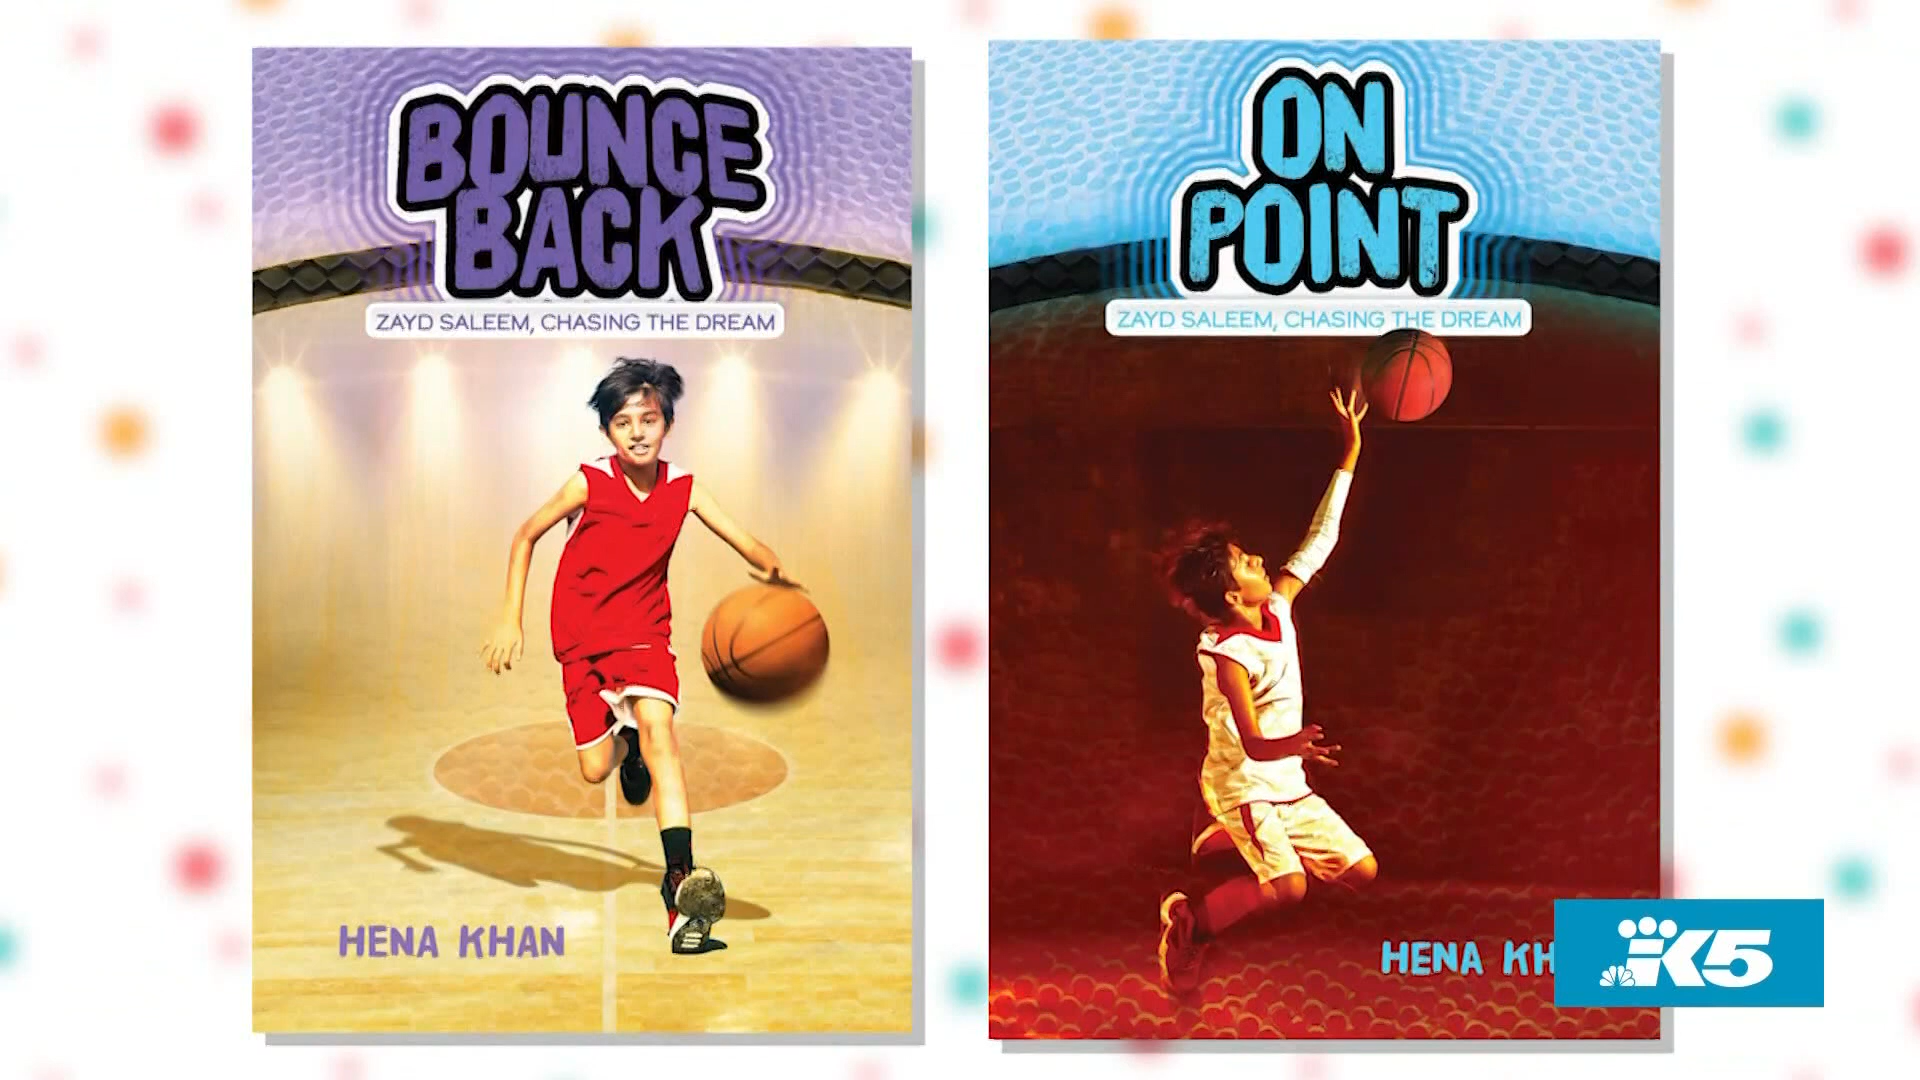 BOUNCE
BACK
ZAYD SALEEM, CHASING THE DREAM
HENA KHAN
ON
POINT
ZAYD SALEEM, CHASING THE DREAM
HENA KH
K5